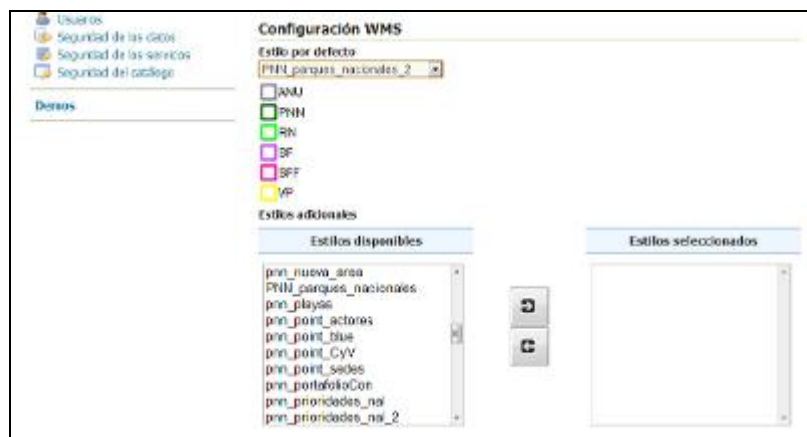 Usuarios
Seguridad de los datos
Seguridad de los servicios
Seguridad del catálogo
Demos
Configuración WMS
Estilo por defecto
PNN_parques_nacionales_2
ANU
PNN
RN
SF
SFF
VP
Estilos adicionales
Estilos disponibles
Estilos seleccionados
pnn_nueva_area
PNN_parques_nacionales
pnn_playas
pnn_point_actores
pnn_point_blue
pnn_point_CyV
pnn_point_sedes
pnn_portafolioCon
pnn_prioridades_nal
pnn_prioridades_nal_2